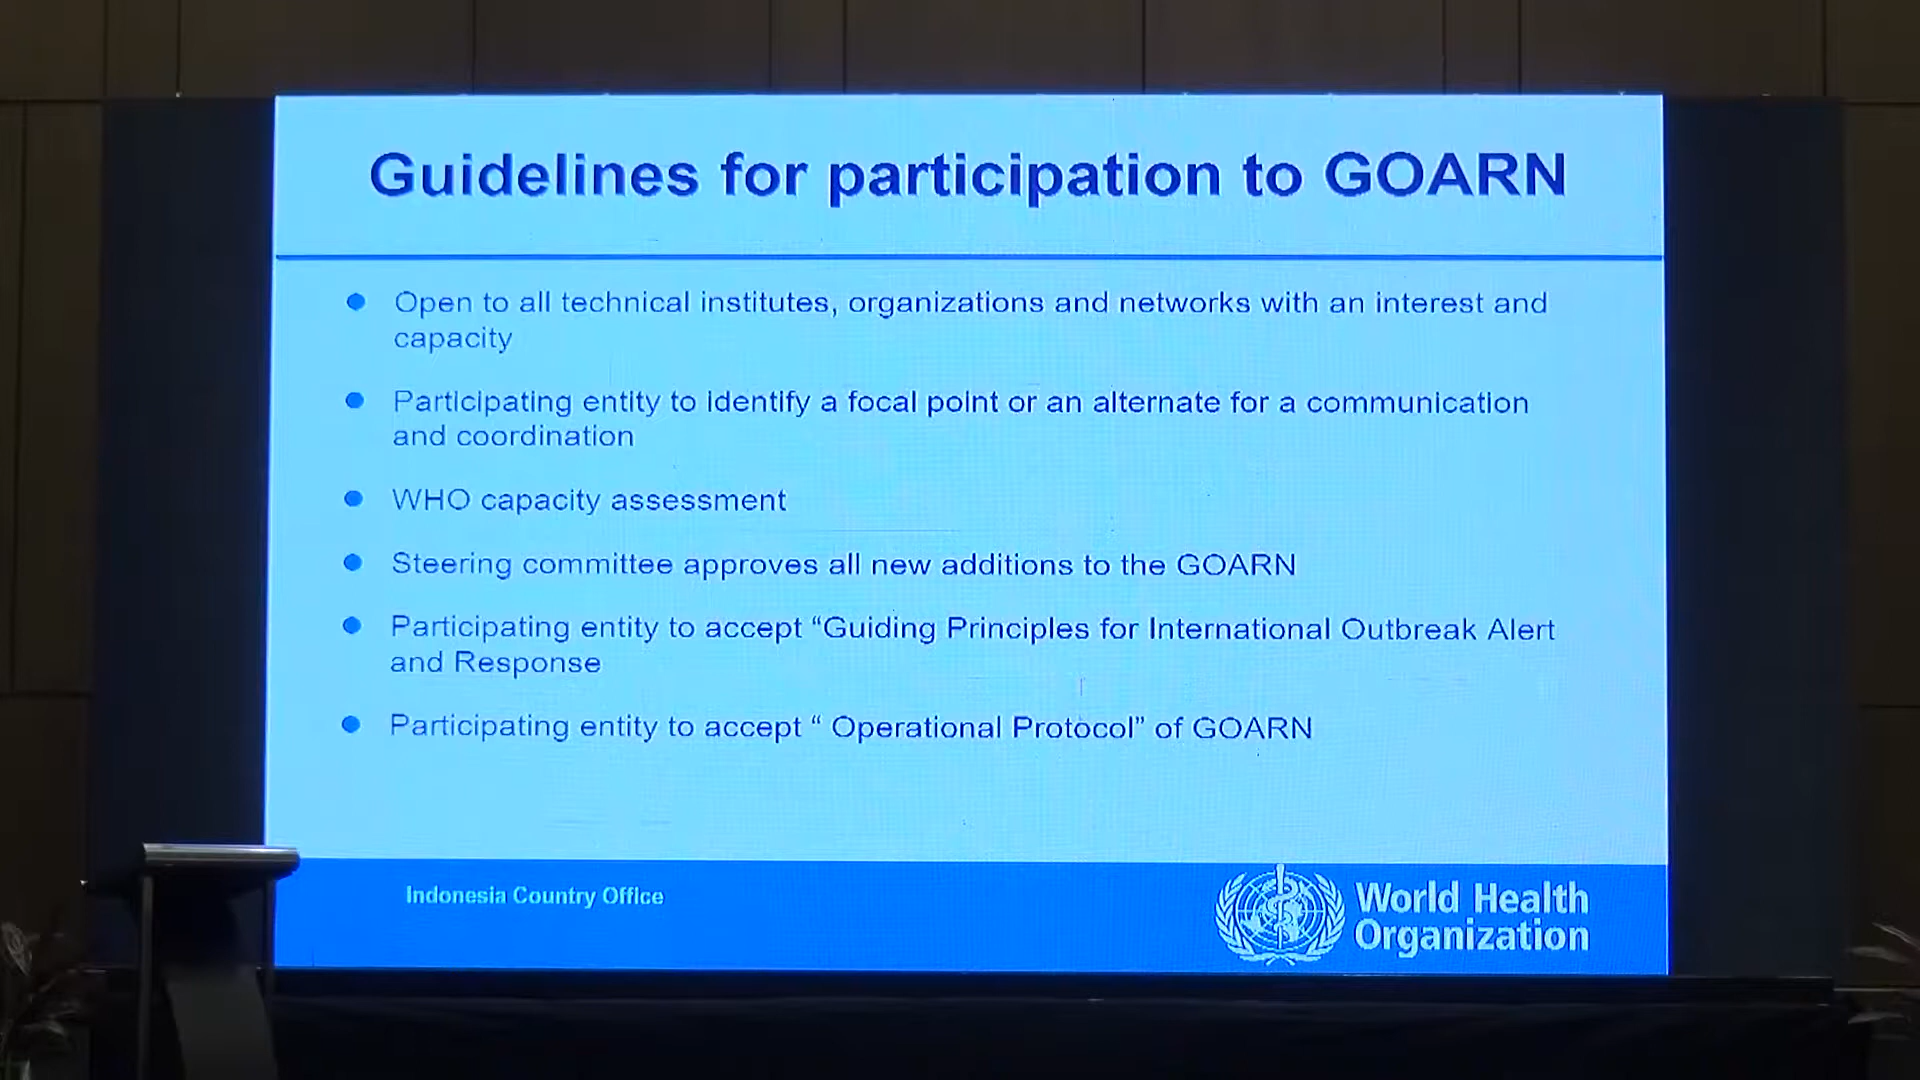 Guidelines for participation to GOARN
Open to all technical institutes, organizations and networks with an interest and
capacity
Participating entity to identify a focal point or an alternate for a communication
and coordination
WHO capacity assessment
Steering committee approves all new additions to the GOARN
Participating entity to accept “Guiding Principles for International Outbreak Alert
and Response
Participating entity to accept “ Operational Protocol” of GOARN
Indonesia Country Office
World Health
Organization